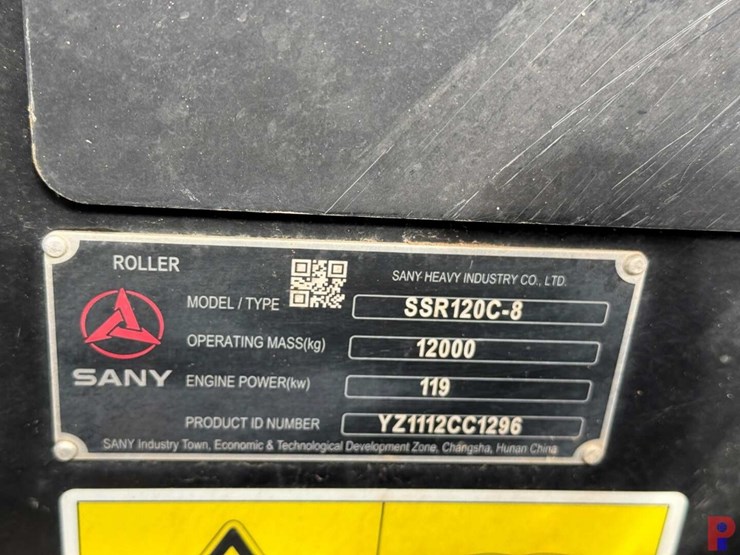 ROLLER
SANY HEAVY INDUSTRY CO., LTD.
MODEL / TYPE SSR120C-8
OPERATING MASS(kg) 12000
ENGINE POWER(kw) 119
SANY
PRODUCT ID NUMBER YZ1112CC1296
SANY Industry Town, Economic & Technological Development Zone, Changsha, Hunan China